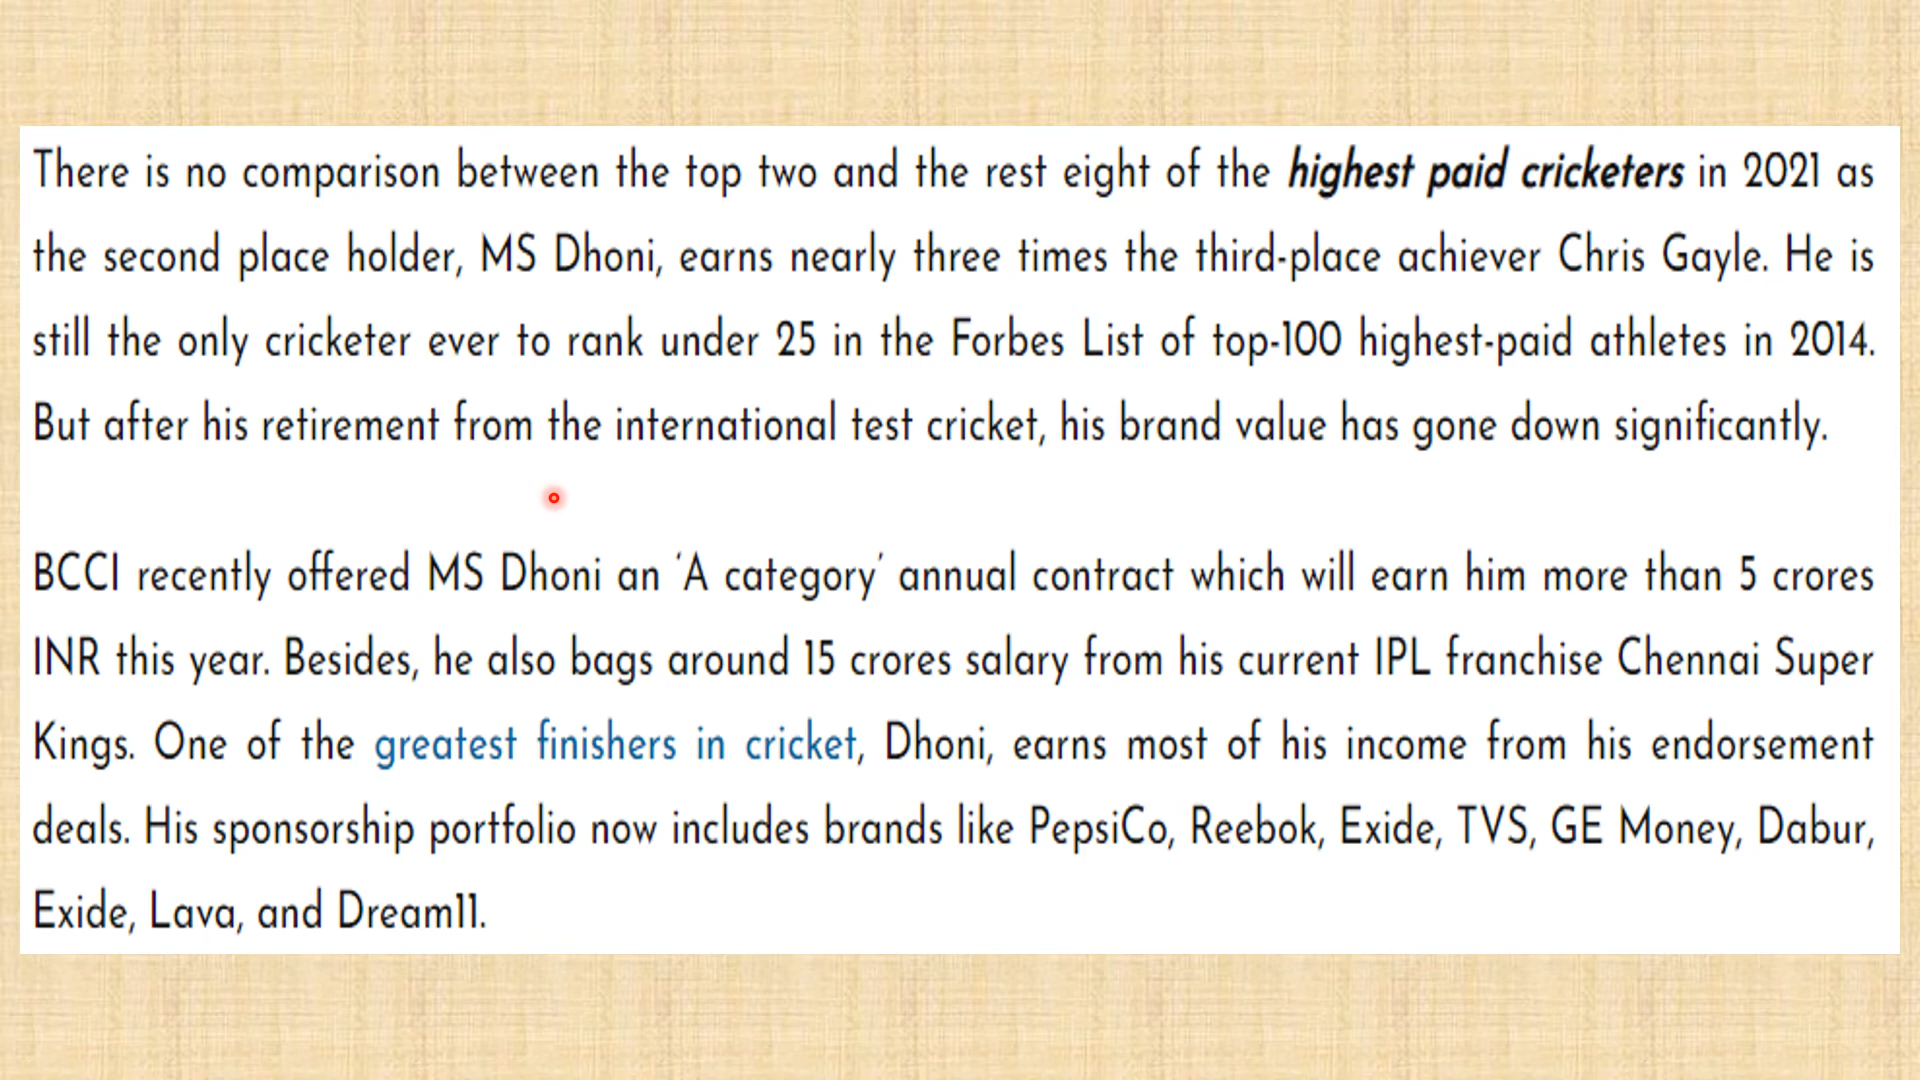 There is no comparison between the top two and the rest eight of the highest paid cricketers in 2021 as
the second place holder, MS Dhoni, earns nearly three times the third-place achiever Chris Gayle. He is
still the only cricketer ever to rank under 25 in the Forbes List of top-100 highest-paid athletes in 2014.
But after his retirement from the international test cricket, his brand value has gone down significantly.
BCCI recently offered MS Dhoni an ‘A category’ annual contract which will earn him more than 5 crores
INR this year. Besides, he also bags around 15 crores salary from his current IPL franchise Chennai Super
Kings. One of the greatest finishers in cricket, Dhoni, earns most of his income from his endorsement
deals. His sponsorship portfolio now includes brands like PepsiCo, Reebok, Exide, TVS, GE Money, Dabur,
Exide, Lava, and Dream11.